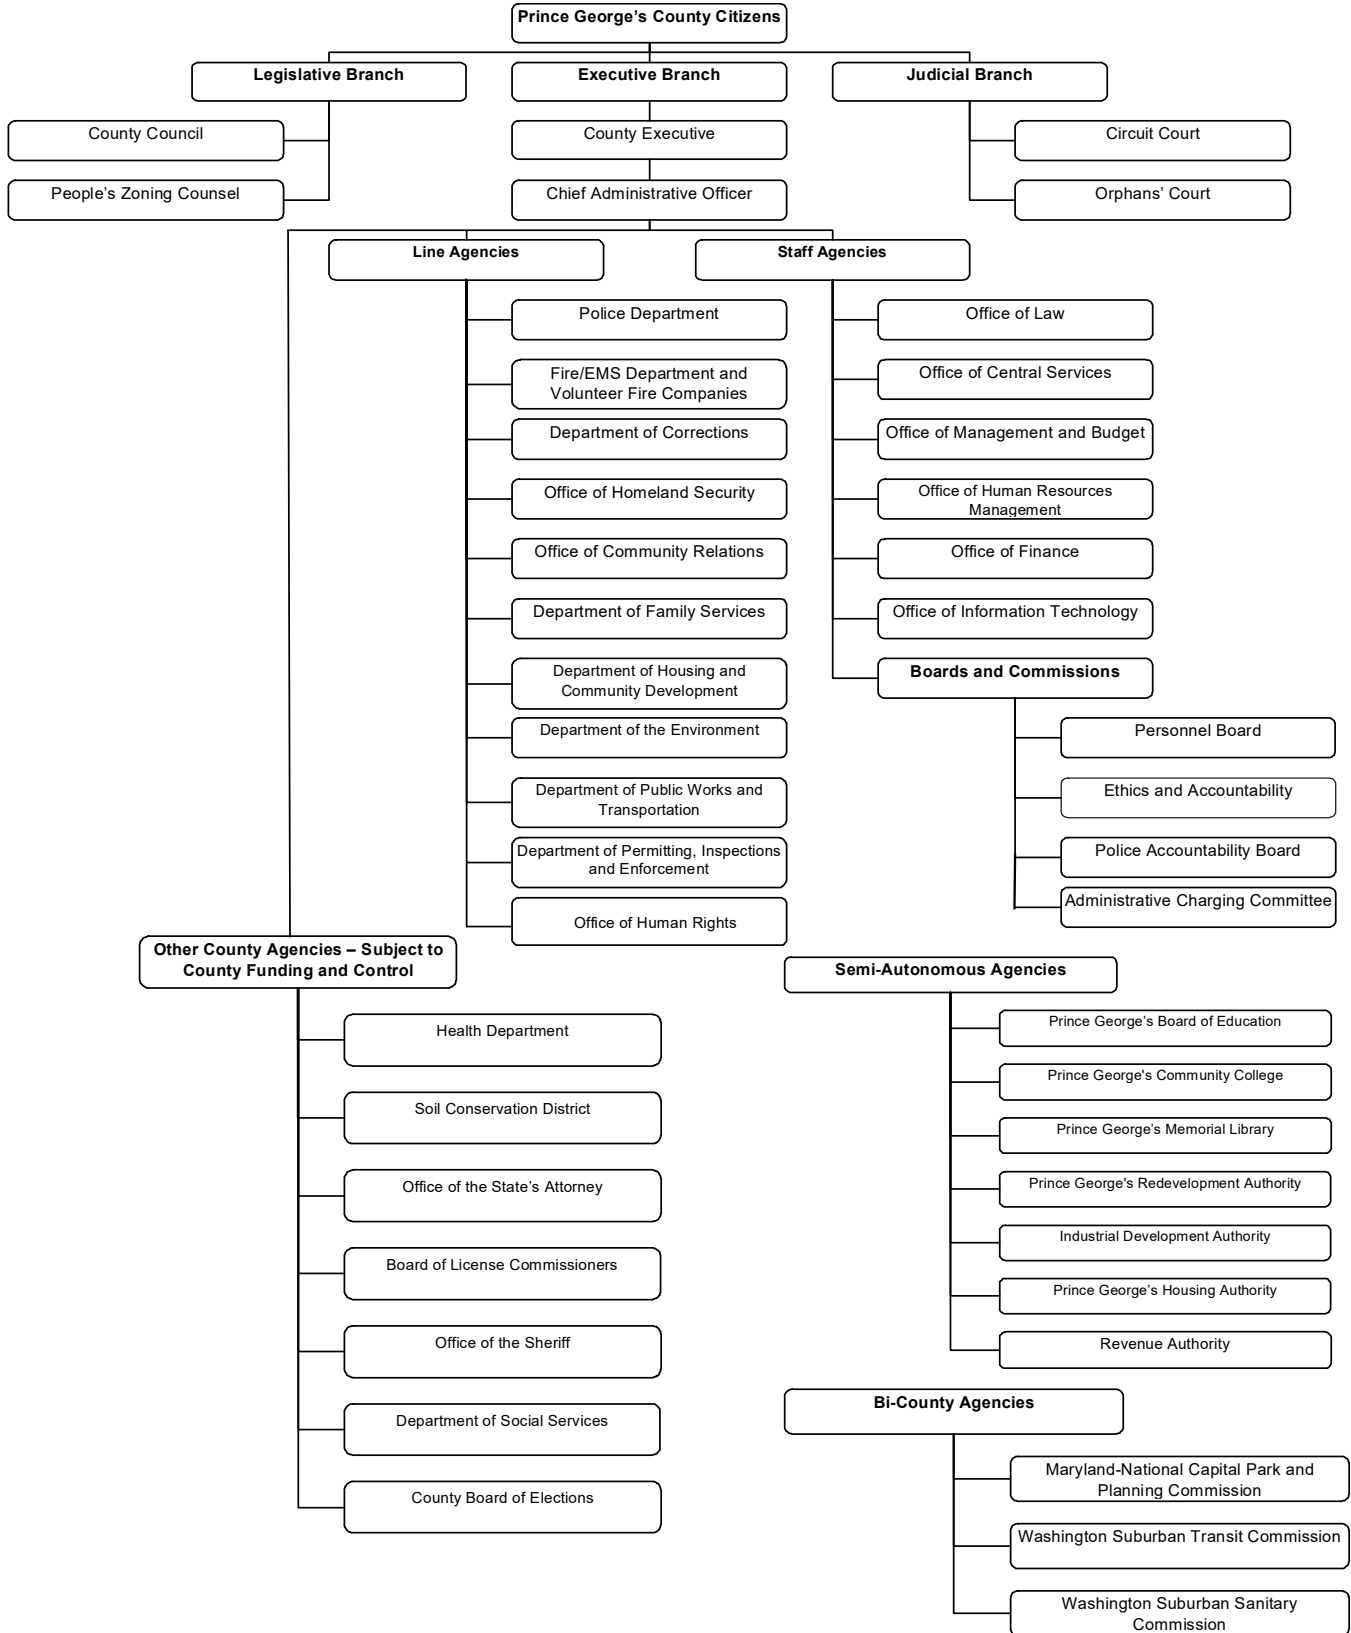 Prince George’s County Citizens
Legislative Branch
Executive Branch
Judicial Branch
County Council
County Executive
Circuit Court
People’s Zoning Counsel
Chief Administrative Officer
Orphans’ Court
Line Agencies
Staff Agencies
Police Department
Fire/EMS Department and
Volunteer Fire Companies
Department of Corrections
Office of Homeland Security
Office of Community Relations
Department of Family Services
Department of Housing and
Community Development
Department of the Environment
Department of Public Works and
Transportation
Department of Permitting, Inspections
and Enforcement
Office of Human Rights
Office of Law
Office of Central Services
Office of Management and Budget
Office of Human Resources
Management
Office of Finance
Office of Information Technology
Boards and Commissions
Personnel Board
Ethics and Accountability
Police Accountability Board
Administrative Charging Committee
Other County Agencies – Subject to
County Funding and Control
Health Department
Soil Conservation District
Office of the State’s Attorney
Board of License Commissioners
Office of the Sheriff
Department of Social Services
County Board of Elections
Semi-Autonomous Agencies
Prince George’s Board of Education
Prince George's Community College
Prince George’s Memorial Library
Prince George's Redevelopment Authority
Industrial Development Authority
Prince George’s Housing Authority
Revenue Authority
Bi-County Agencies
Maryland-National Capital Park and
Planning Commission
Washington Suburban Transit Commission
Washington Suburban Sanitary
Commission